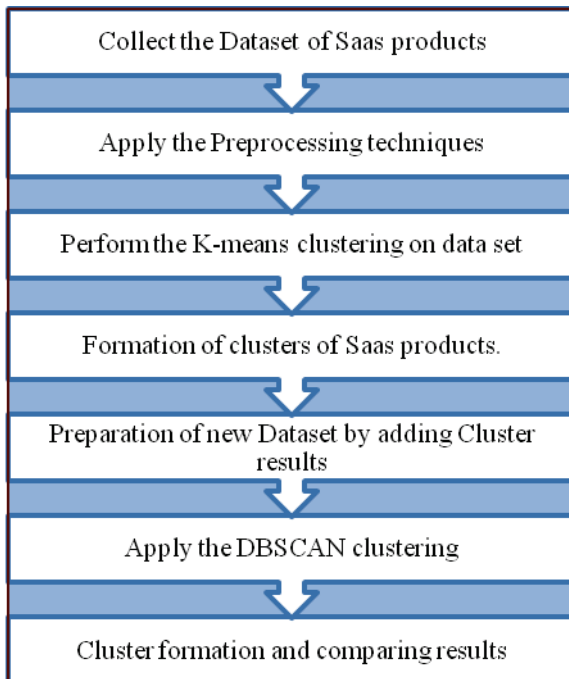 Collect the Dataset of Saas products
Apply the Preprocessing techniques
Perform the K-means clustering on data set
Formation of clusters of Saas products.
Preparation of new Dataset by adding Cluster
results
Apply the DBSCAN clustering
Cluster formation and comparing results